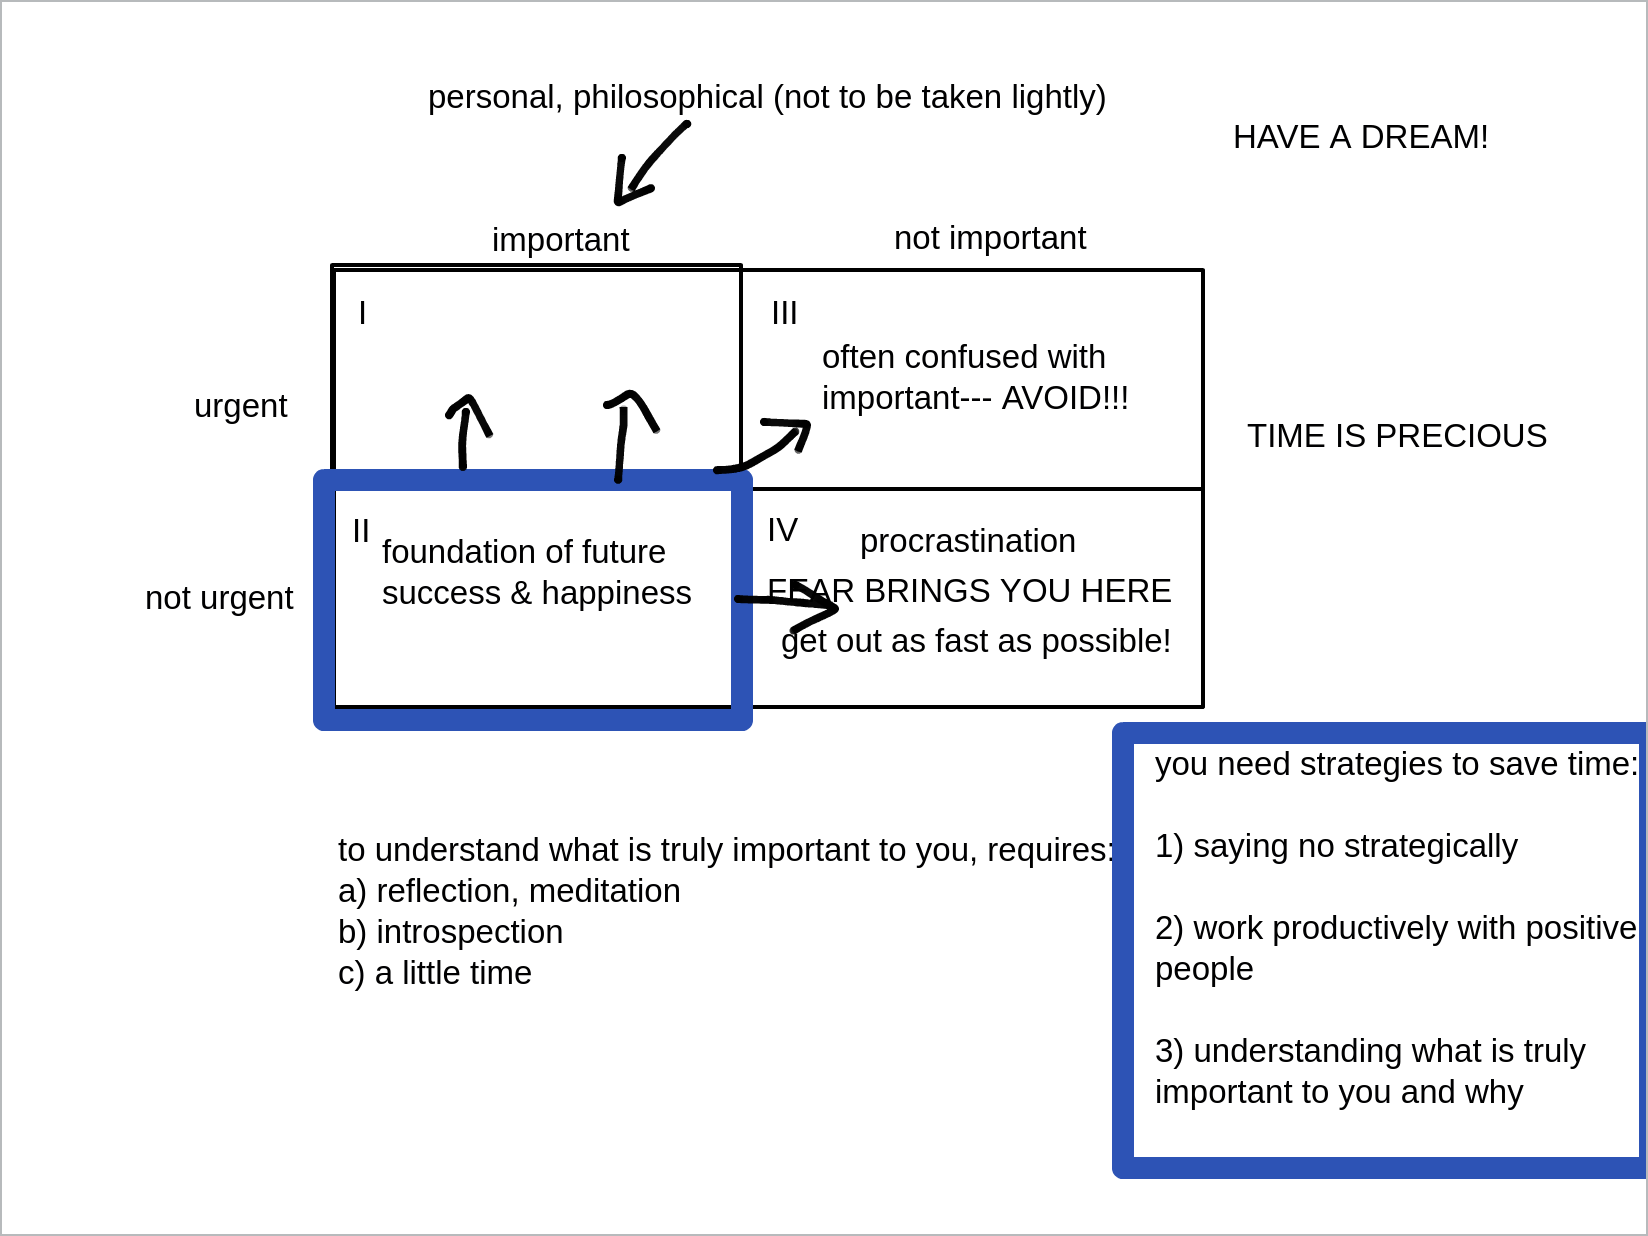 personal, philosophical (not to be taken lightly)
HAVE A DREAM!
important
not important
I
III
often confused with
important--- AVOID!!!
urgent
TIME IS PRECIOUS
II
foundation of future
success & happiness
IV
procrastination
FEAR BRINGS YOU HERE
get out as fast as possible!
not urgent
to understand what is truly important to you, requires:
a) reflection, meditation
b) introspection
c) a little time
you need strategies to save time:
1) saying no strategically
2) work productively with positive
people
3) understanding what is truly
important to you and why